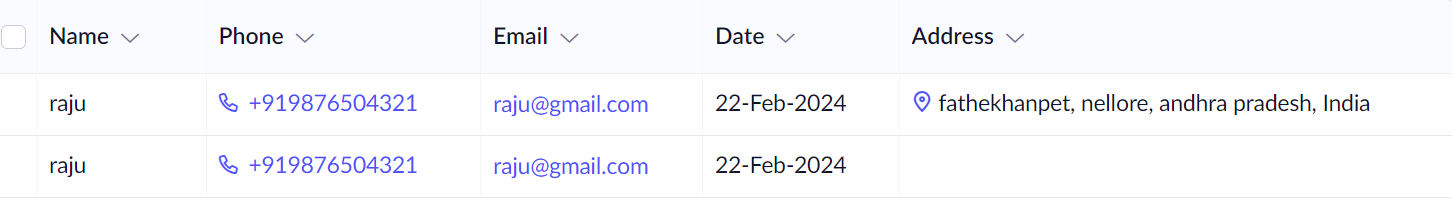 Name Phone Email Date Address
raju +919876504321 raju@gmail.com 22-Feb-2024 fathekhanpet, nellore, andhra pradesh, India
raju +919876504321 raju@gmail.com 22-Feb-2024